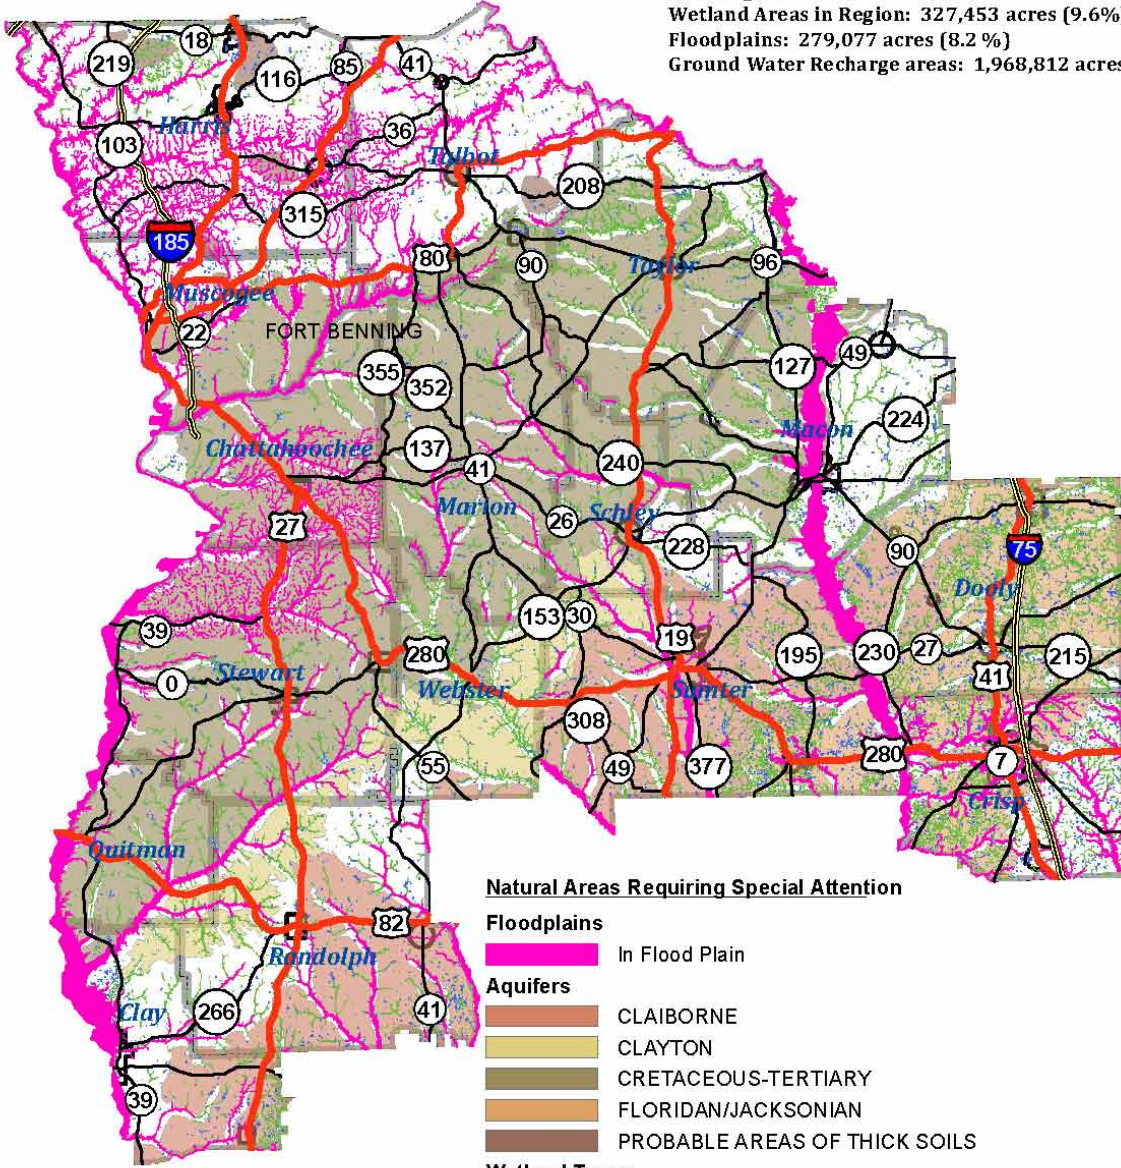 Wetland Areas in Region: 327,453 acres (9.6%)
Floodplains: 279,077 acres (8.2 %)
Ground Water Recharge areas: 1,968,812 acres
18
219
116
85
41
36
Harris
103
Talbot
208
315
185
80
90
Taylor
96
Muscogee
22
FORT BENNING
49
355
352
127
224
Macon
Chattahoochee
137
41
240
Marion
27
26
Schley
228
90
75
Dooly
39
153
30
19
280
195
230
27
215
Stewart
0
Webster
Sumter
41
308
55
49
377
280
7
Crisp
Quitman
82
Randolph
Clay
266
41
39
Natural Areas Requiring Special Attention
Floodplains
In Flood Plain
Aquifers
CLAIBORNE
CLAYTON
CRETACEOUS-TERTIARY
FLORIDAN/JACKSONIAN
PROBABLE AREAS OF THICK SOILS